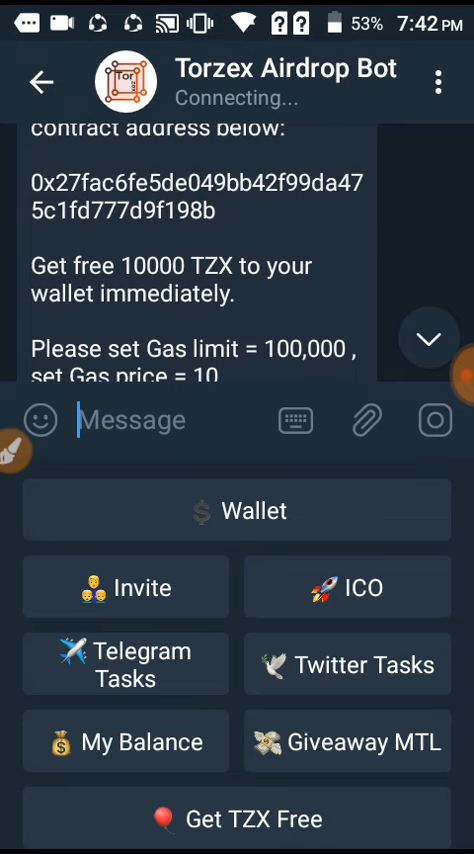 53% 7:42 PM
Tor
Torzex Airdrop Bot
Connecting...
contract address below:
0x27fac6fe5de049bb42f99da47
5c1fd777d9f198b
Get free 10000 TZX to your
wallet immediately.
Please set Gas limit = 100,000 ,
set Gas price = 10
Message
Wallet
Invite
ICO
Telegram
Tasks
Twitter Tasks
My Balance
Giveaway MTL
Get TZX Free